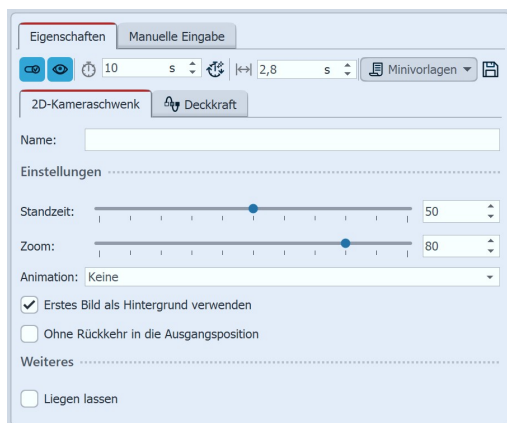 Eigenschaften Manuelle Eingabe
10 s 2,8 s Minivorlagen
2D-Kameraschwenk Deckkraft
Name:
Einstellungen
Standzeit: 50
Zoom: 80
Animation: Keine
Erstes Bild als Hintergrund verwenden
Ohne Rückkehr in die Ausgangsposition
Weiteres
Liegen lassen